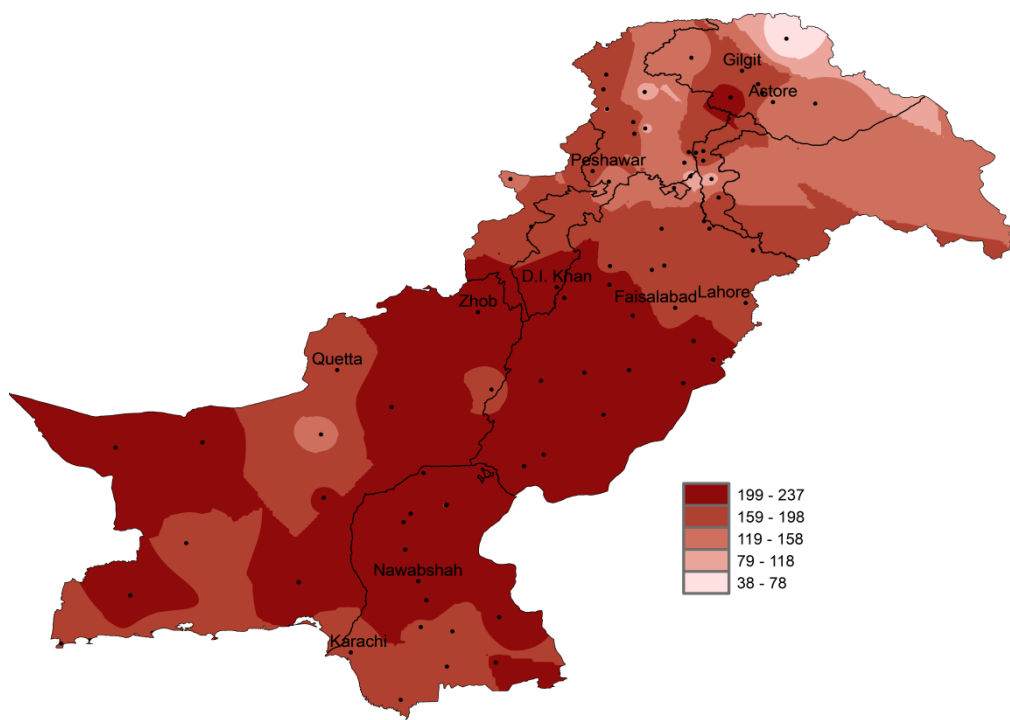 Gilgit
Astore
Peshawar
D.I. Khan
Zhob
Faisalabad
Lahore
Quetta
Nawabshah
Karachi
199 - 237
159 - 198
119 - 158
79 - 118
38 - 78